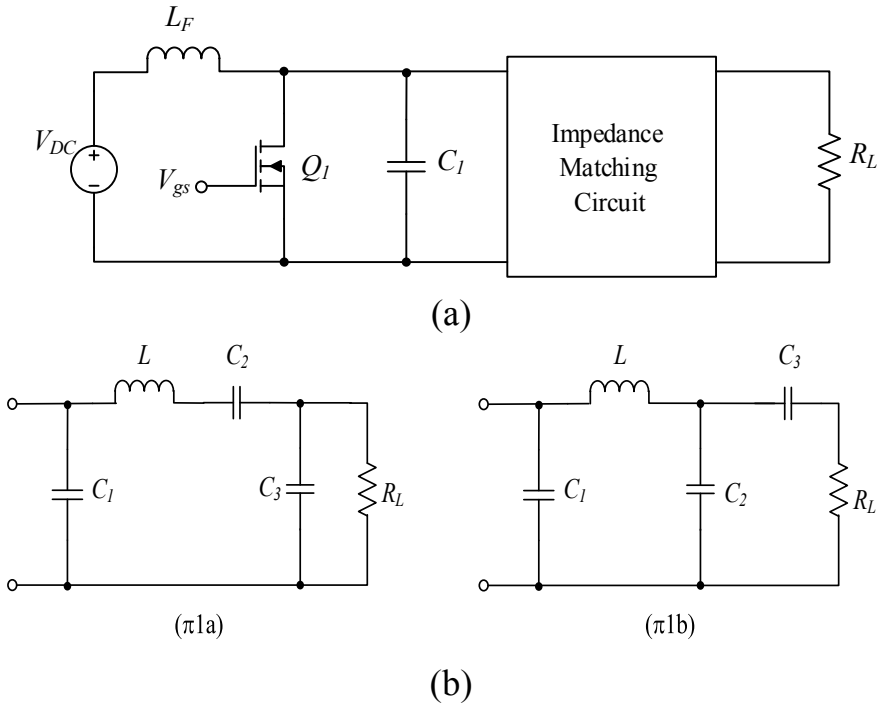 L_F
V_DC
+
−
V_gs
Q_1
C_1
Impedance
Matching
Circuit
R_L
(a)
L
C_2
C_1
C_3
R_L
(π1a)
L
C_3
C_1
C_2
R_L
(π1b)
(b)